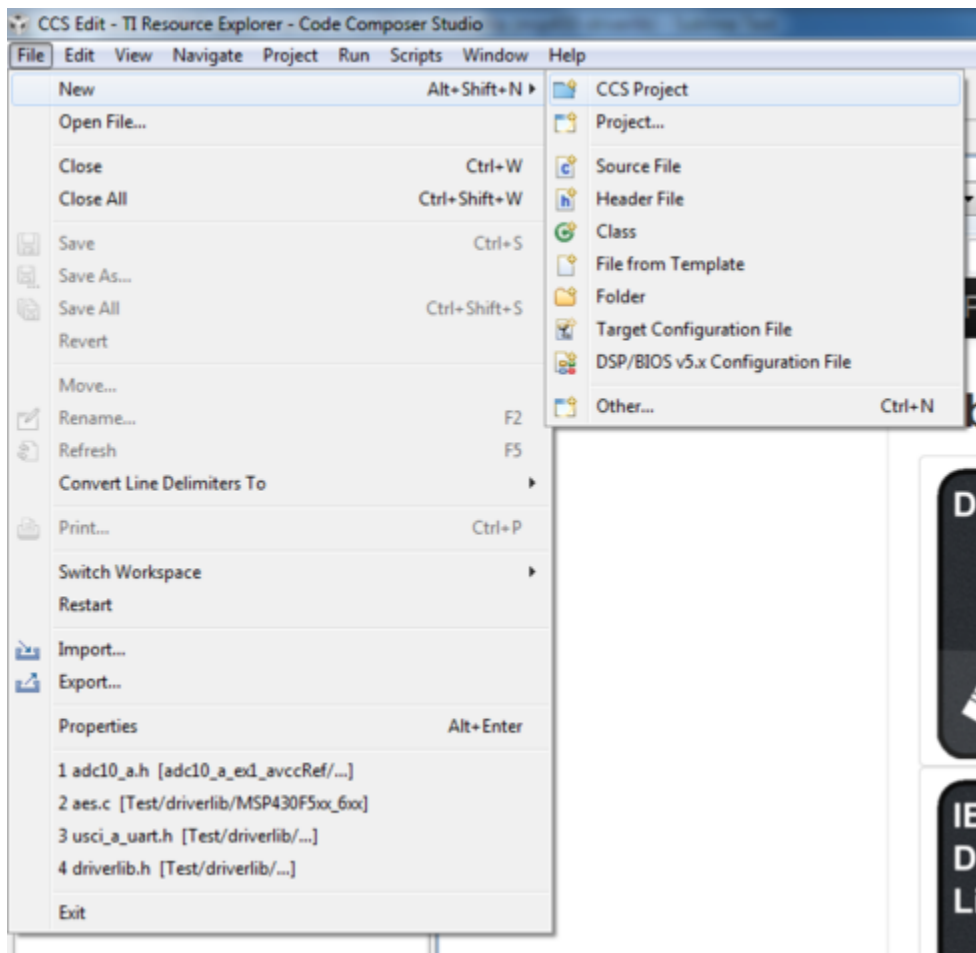 CCS Edit - TI Resource Explorer - Code Composer Studio
File Edit View Navigate Project Run Scripts Window Help
New Alt+Shift+N
Open File...
Close Ctrl+W
Close All Ctrl+Shift+W
Save Ctrl+S
Save As...
Save All Ctrl+Shift+S
Revert
Move...
Rename... F2
Refresh F5
Convert Line Delimiters To
Print... Ctrl+P
Switch Workspace
Restart
Import...
Export...
Properties Alt+Enter
1 adc10_a.h [adc10_a_ex1_avccRef/...]
2 aes.c [Test/driverlib/MSP430F5xx_6xx]
3 usci_a_uart.h [Test/driverlib/...]
4 driverlib.h [Test/driverlib/...]
Exit
CCS Project
Project...
Source File
Header File
Class
File from Template
Folder
Target Configuration File
DSP/BIOS v5.x Configuration File
Other... Ctrl+N